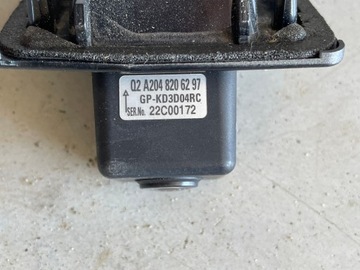 Q2 A204 820 62 97
GP-KD3D04RC
SER.No. 22C00172